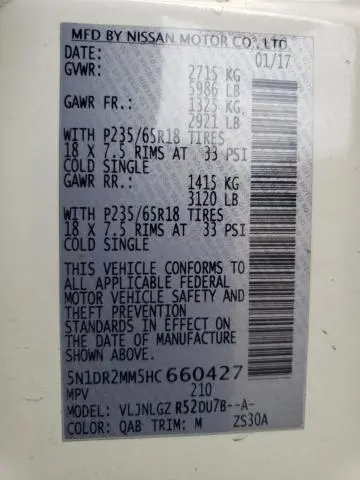 MFD BY NISSAN MOTOR CO., LTD.
DATE: 01/17
GVWR: 2715 KG
5986 LB
GAWR FR.: 1325 KG
2921 LB
WITH P235/65R18 TIRES
18 X 7.5 RIMS AT 33 PSI
COLD SINGLE
GAWR RR.: 1415 KG
3120 LB
WITH P235/65R18 TIRES
18 X 7.5 RIMS AT 33 PSI
COLD SINGLE
THIS VEHICLE CONFORMS TO
ALL APPLICABLE FEDERAL
MOTOR VEHICLE SAFETY AND
THEFT PREVENTION
STANDARDS IN EFFECT ON
THE DATE OF MANUFACTURE
SHOWN ABOVE.
5N1DR2MM5HC660427
MPV 210
MODEL: VLJNLGZ R52DU7B--A-
COLOR: QAB TRIM: M ZS30A